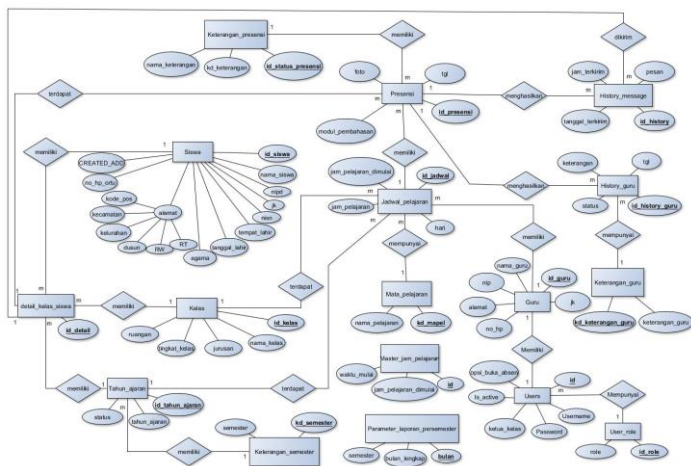 Keterangan_presensi
nama_keterangan
kd_keterangan
id_status_presensi
memiliki
dikirim
1
1
m
m
terdapat
foto
tgl
Presensi
id_presensi
modul_pembahasan
menghasilkan
jam_terkirim
pesan
History_message
tanggal_terkirim
id_history
memiliki
Siswa
CREATED_ADD
no_hp_ortu
id_siswa
nama_siswa
nipd
jk
nisn
tempat_lahir
tanggal_lahir
agama
alamat
kode_pos
kecamatan
kelurahan
dusun
RW
RT
memiliki
jam_pelajaran_dimulai
id_jadwal
jam_pelajaran
Jadwal_pelajaran
hari
menghasilkan
keterangan
tgl
History_guru
status
id_history_guru
mempunyai
Keterangan_guru
kd_keterangan_guru
keterangan_guru
terdapat
mempunyai
Mata_pelajaran
nama_pelajaran
kd_mapel
memiliki
nama_guru
id_guru
nip
Guru
jk
alamat
no_hp
detail_kelas_siswa
id_detail
memiliki
Kelas
id_kelas
ruangan
tingkat_kelas
jurusan
nama_kelas
Master_jam_pelajaran
waktu_mulai
jam_pelajaran_dimulai
id
Memiliki
opsi_buka_absen
id
Is_active
Users
Username
ketua_kelas
Password
Mempunyai
User_role
role
id_role
memiliki
Tahun_ajaran
id_tahun_ajaran
status
tahun_ajaran
terdapat
memiliki
semester
kd_semester
Keterangan_semester
Parameter_laporan_persemester
semester
bulan_lengkap
bulan